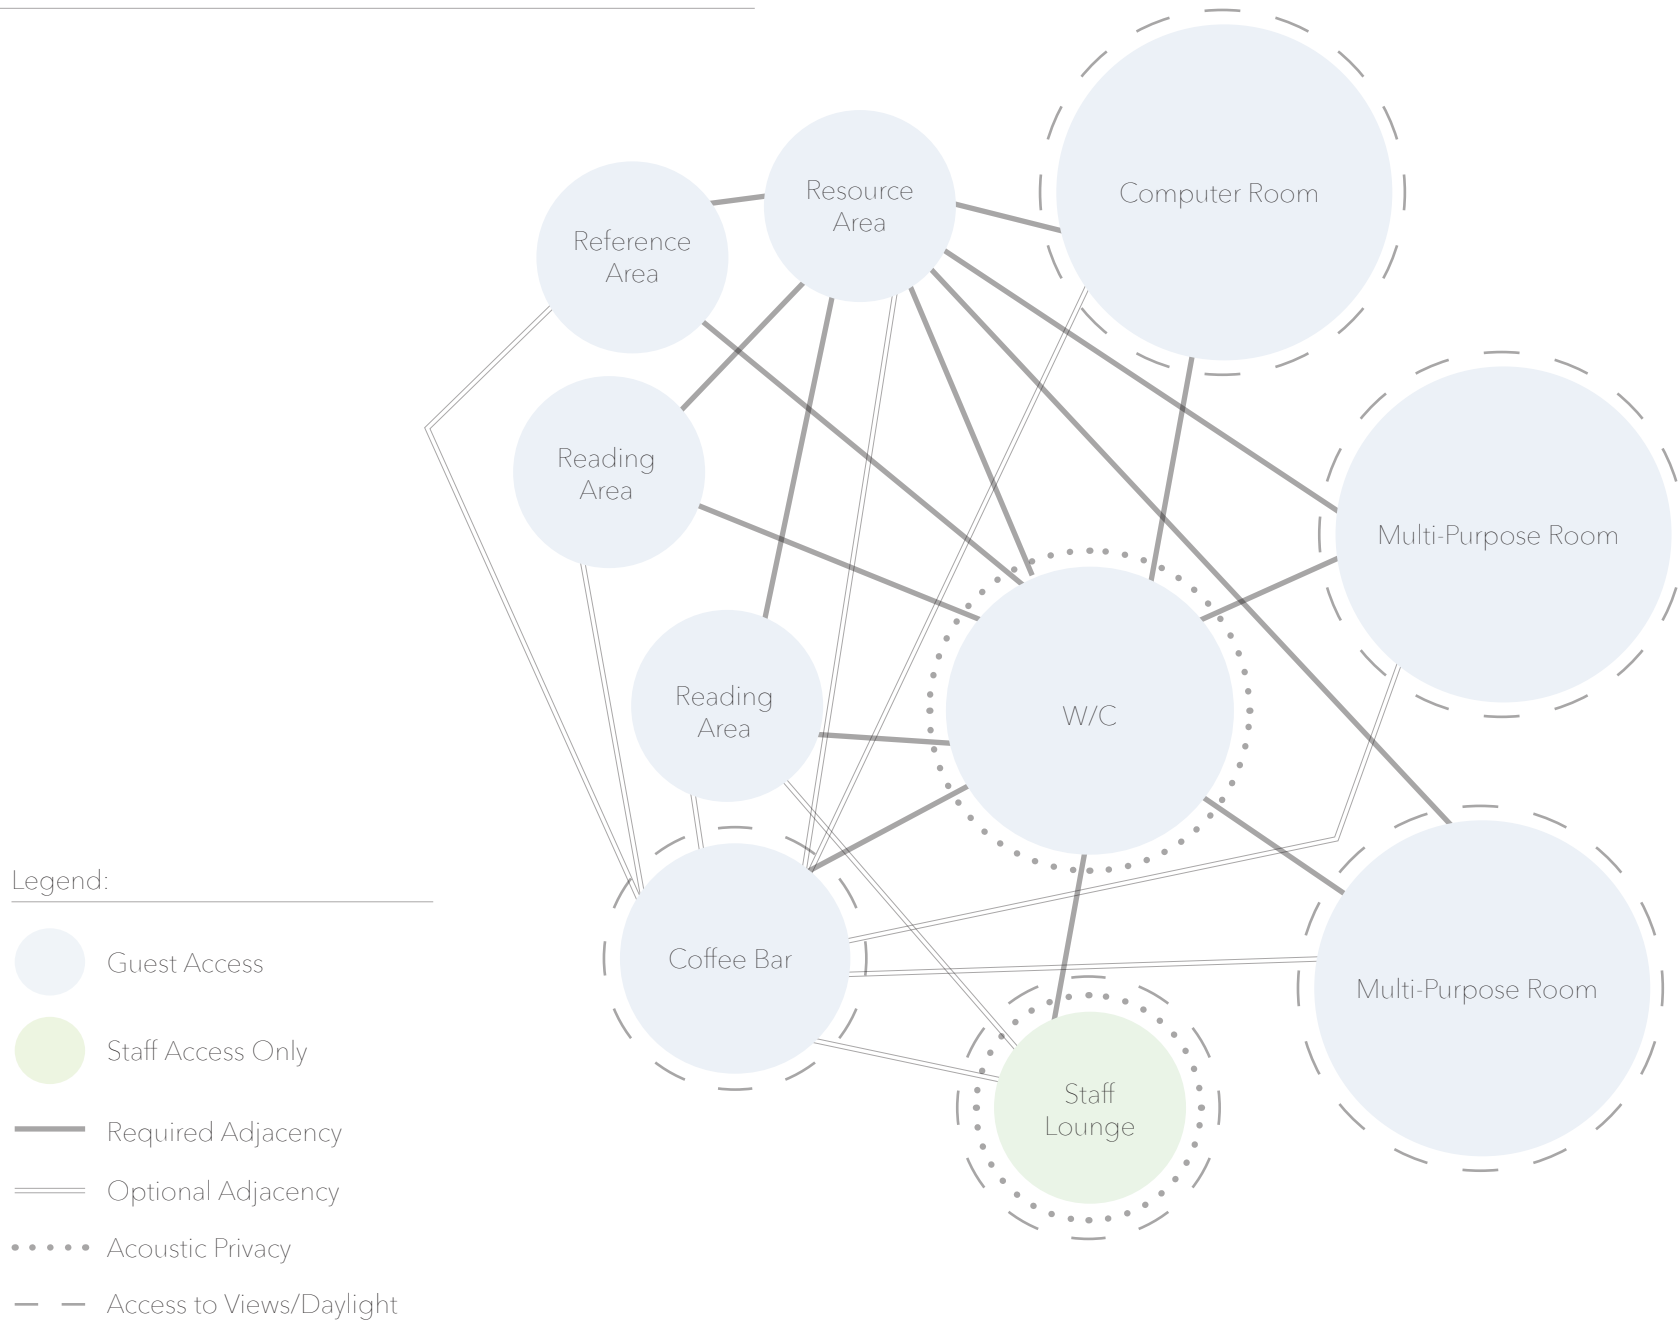 Resource
Area
Computer Room
Reference
Area
Reading
Area
Multi-Purpose Room
Reading
Area
W/C
Coffee Bar
Multi-Purpose Room
Staff
Lounge
Legend:
Guest Access
Staff Access Only
Required Adjacency
Optional Adjacency
Acoustic Privacy
Access to Views/Daylight